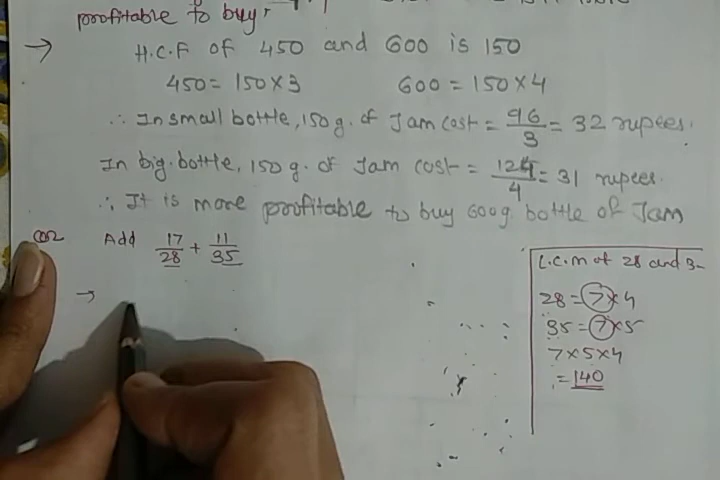 profitable to buy.
→ H.C.F of 450 and 600 is 150
450 = 150 × 3 600 = 150 × 4
∴ In small bottle, 150 g. of Jam cost = 96/3 = 32 rupees.
In big bottle, 150 g. of Jam cost = 124/4 = 31 rupees.
∴ It is more profitable to buy 600g bottle of Jam
Q2 Add 17/28 + 11/35
→
L.C.M of 28 and 3
28 = 7 × 4
35 = 7 × 5
7 × 5 × 4
= 140